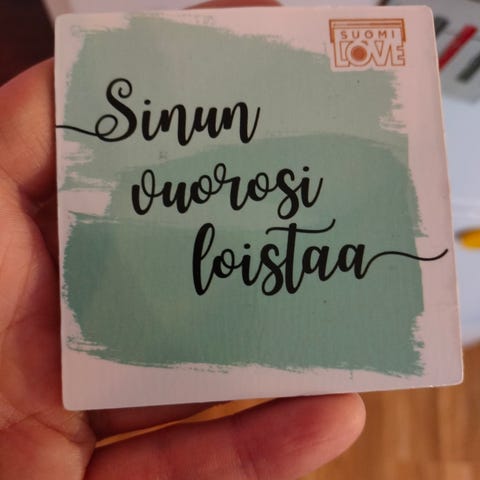 SUOMI
LOVE
Sinun
vuorosi
loistaa